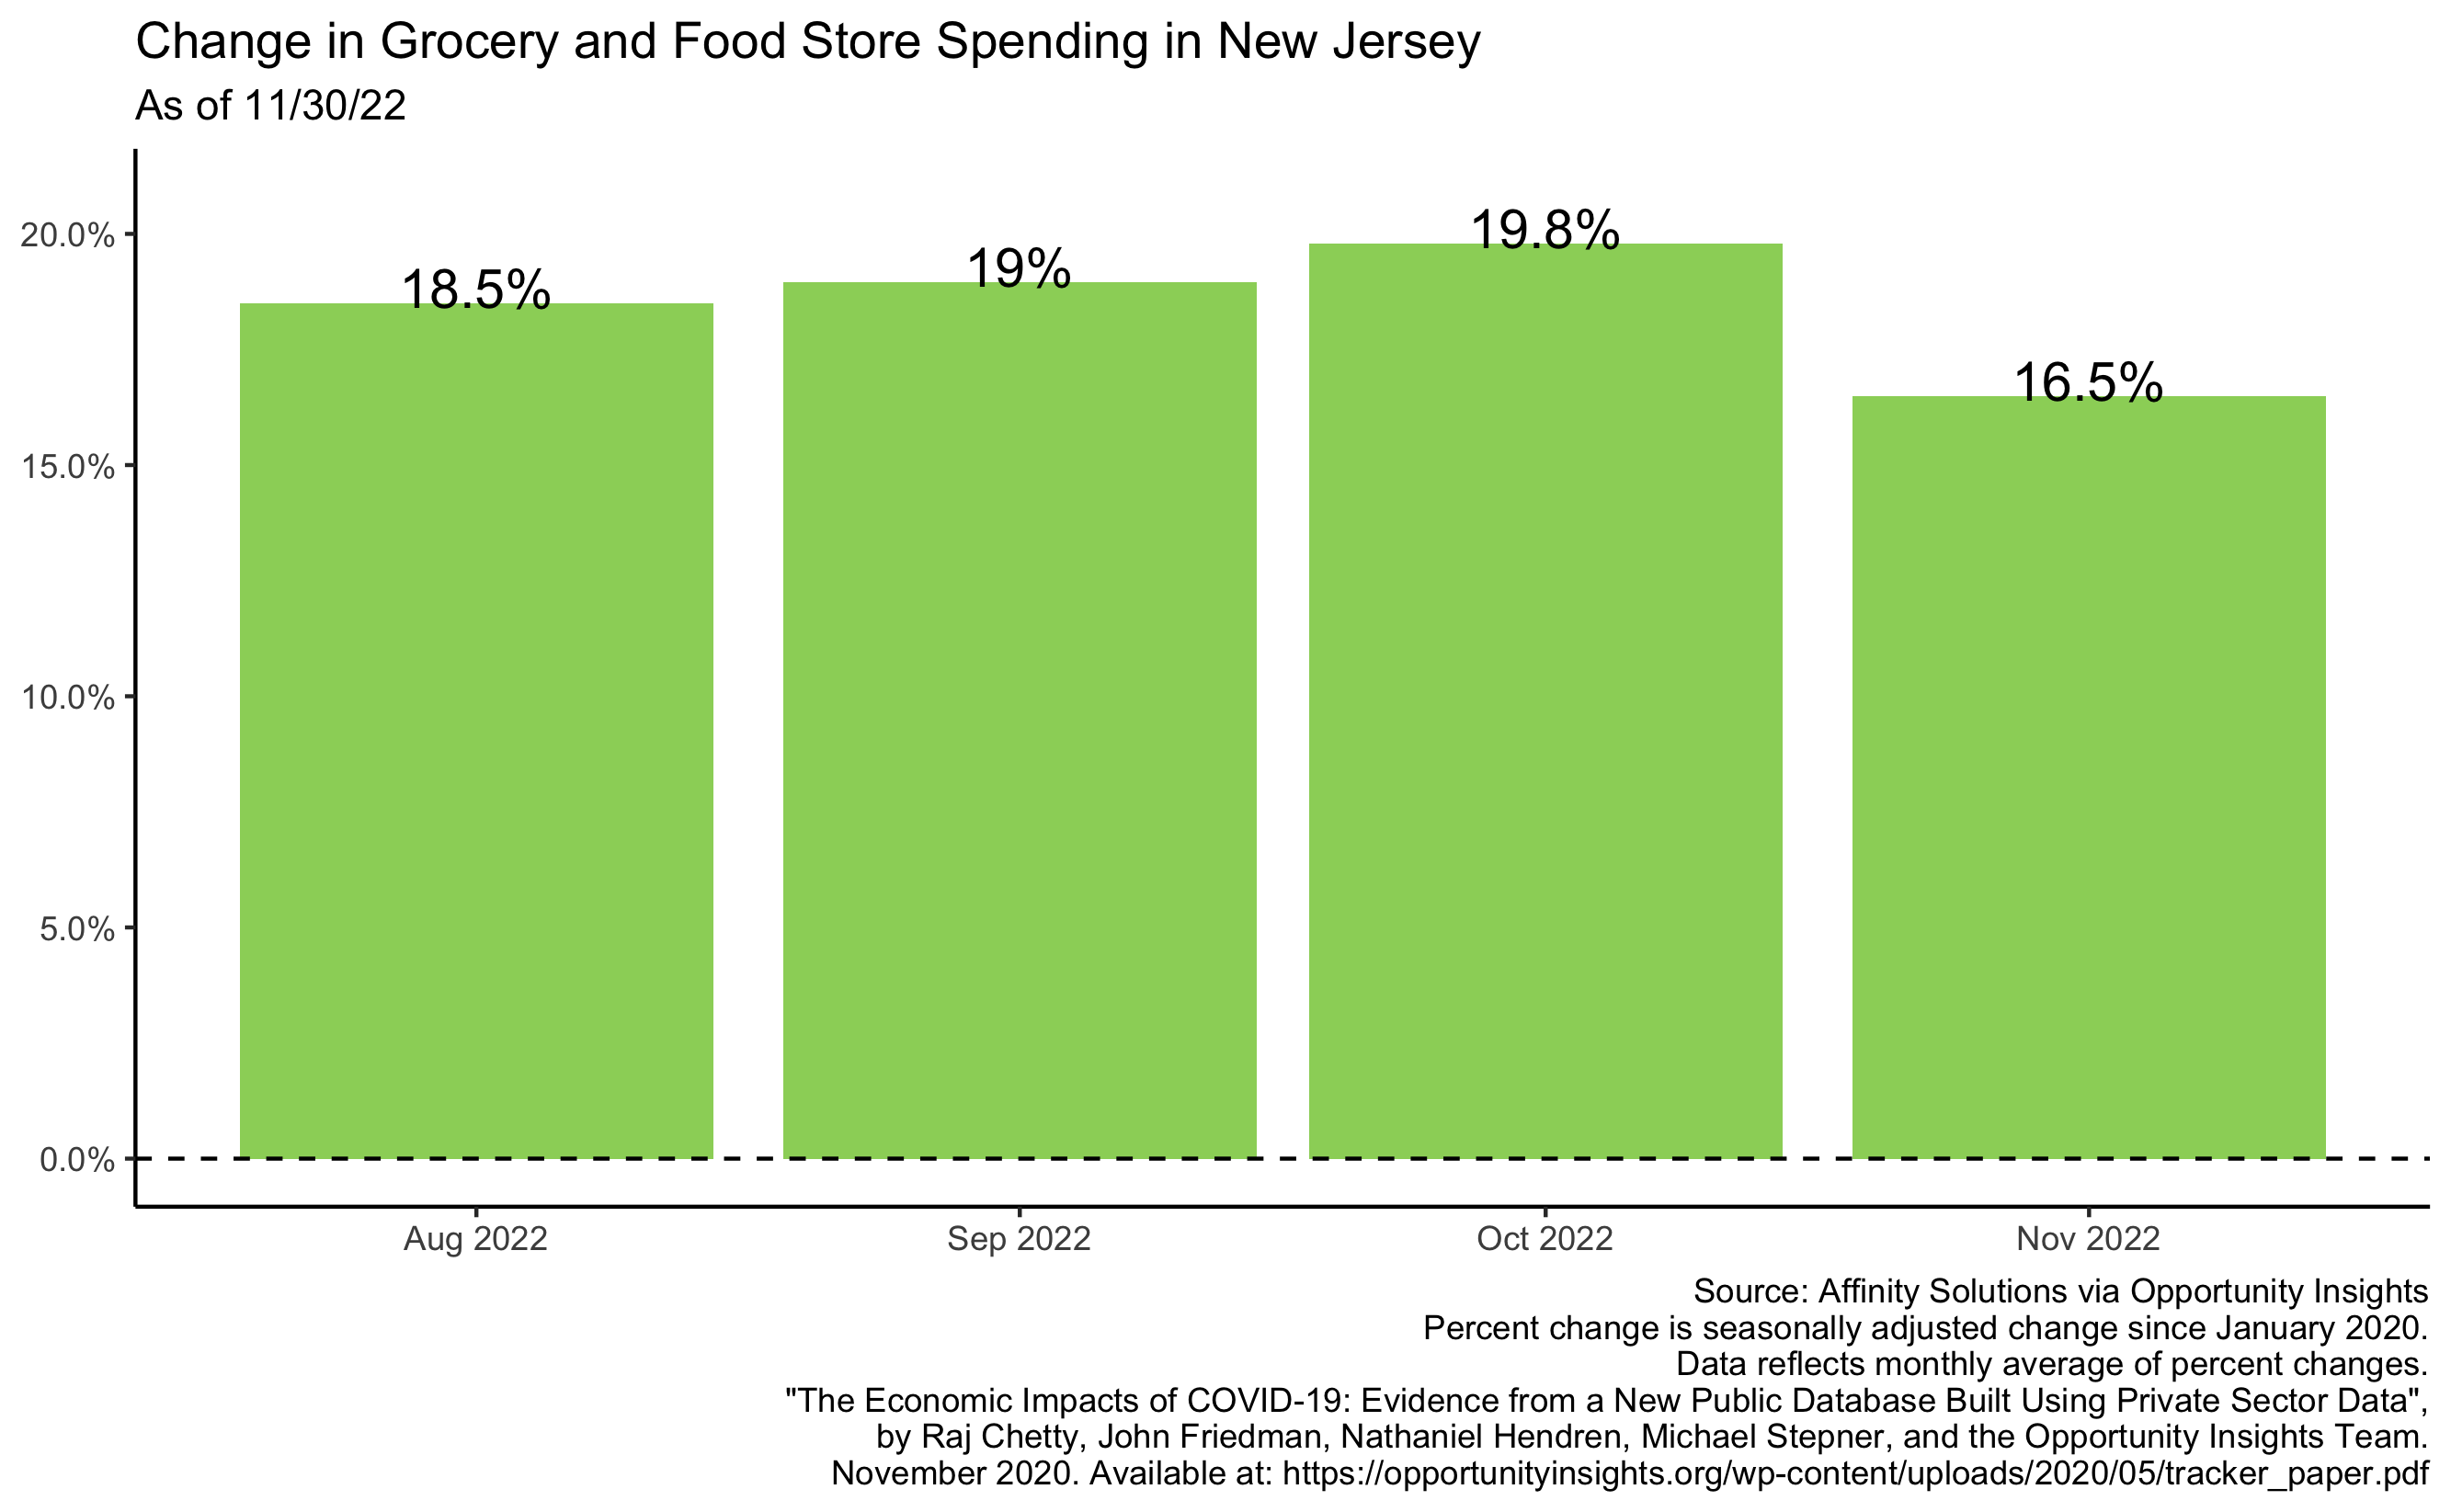 Change in Grocery and Food Store Spending in New Jersey
As of 11/30/22
20.0%
15.0%
10.0%
5.0%
0.0%
18.5%
19%
19.8%
16.5%
Aug 2022
Sep 2022
Oct 2022
Nov 2022
Source: Affinity Solutions via Opportunity Insights
Percent change is seasonally adjusted change since January 2020.
Data reflects monthly average of percent changes.
"The Economic Impacts of COVID-19: Evidence from a New Public Database Built Using Private Sector Data",
by Raj Chetty, John Friedman, Nathaniel Hendren, Michael Stepner, and the Opportunity Insights Team.
November 2020. Available at: https://opportunityinsights.org/wp-content/uploads/2020/05/tracker_paper.pdf